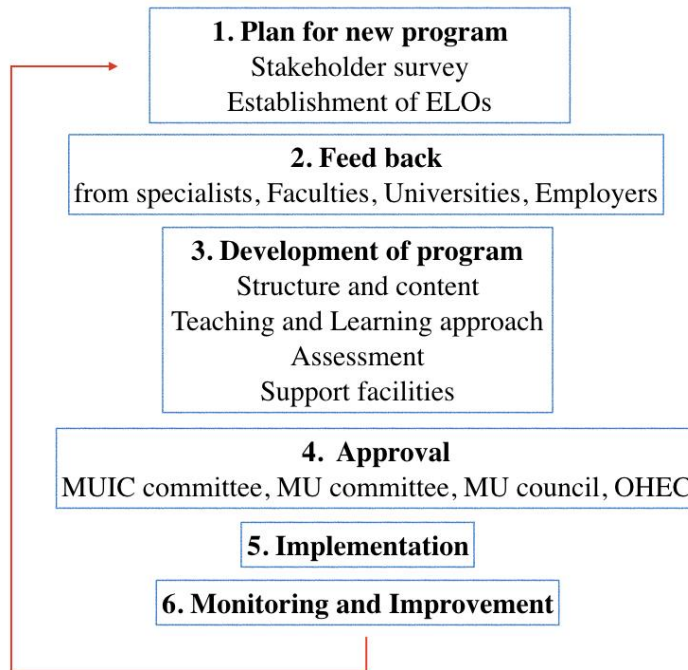 1. Plan for new program
Stakeholder survey
Establishment of ELOs
2. Feed back
from specialists, Faculties, Universities, Employers
3. Development of program
Structure and content
Teaching and Learning approach
Assessment
Support facilities
4. Approval
MUIC committee, MU committee, MU council, OHEC
5. Implementation
6. Monitoring and Improvement